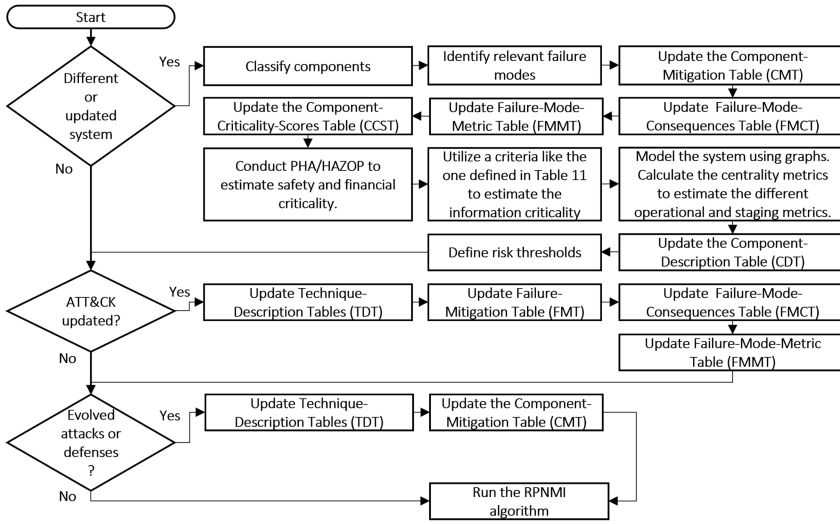 Start
Different
or
updated
system
Yes
No
Classify components
Identify relevant failure
modes
Update the Component-
Mitigation Table (CMT)
Update the Component-
Criticality-Scores Table (CCST)
Update Failure-Mode-
Metric Table (FMMT)
Update  Failure-Mode-
Consequences Table (FMCT)
Conduct PHA/HAZOP to
estimate safety and financial
criticality.
Utilize a criteria like the
one defined in Table 11
to estimate the
information criticality
Model the system using graphs.
Calculate the centrality metrics
to estimate the different
operational and staging metrics.
Define risk thresholds
Update the Component-
Description Table (CDT)
ATT&CK
updated?
Yes
No
Update Technique-
Description Tables (TDT)
Update Failure-
Mitigation Table (FMT)
Update  Failure-Mode-
Consequences Table (FMCT)
Update Failure-Mode-Metric
Table (FMMT)
Evolved
attacks or
defenses
?
Yes
No
Update Technique-
Description Tables (TDT)
Update the Component-
Mitigation Table (CMT)
Run the RPNMI
algorithm